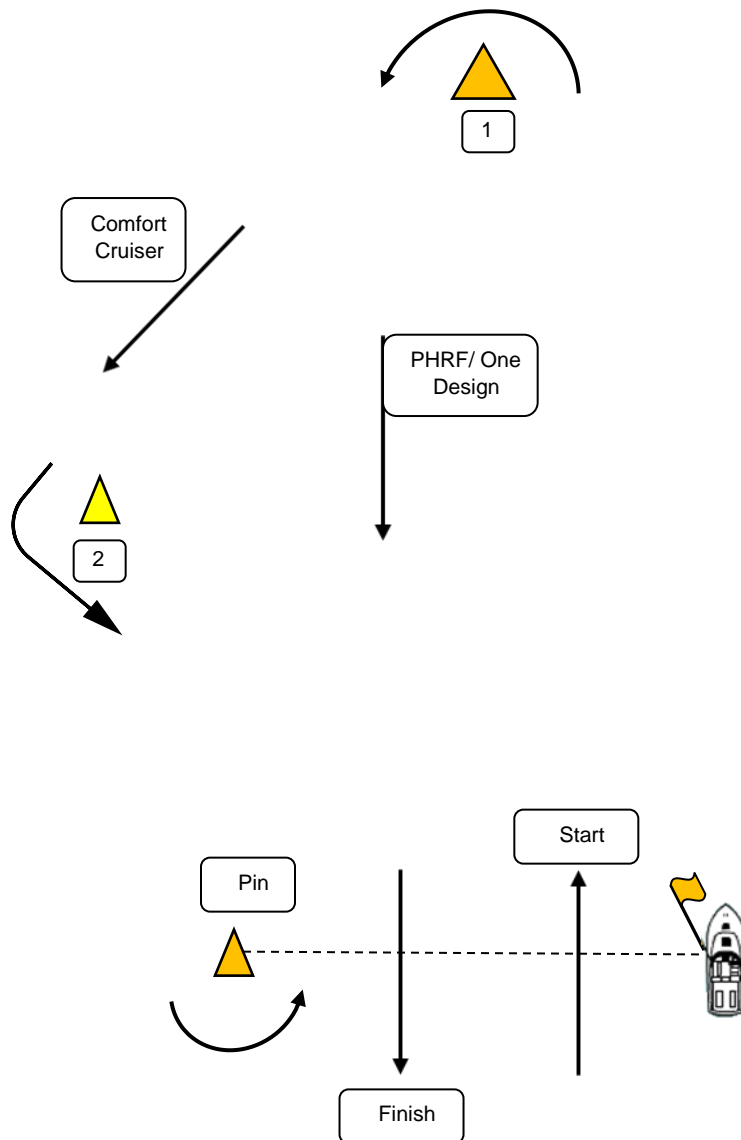 1
Comfort
Cruiser
PHRF/ One
Design
2
Start
Pin
Finish